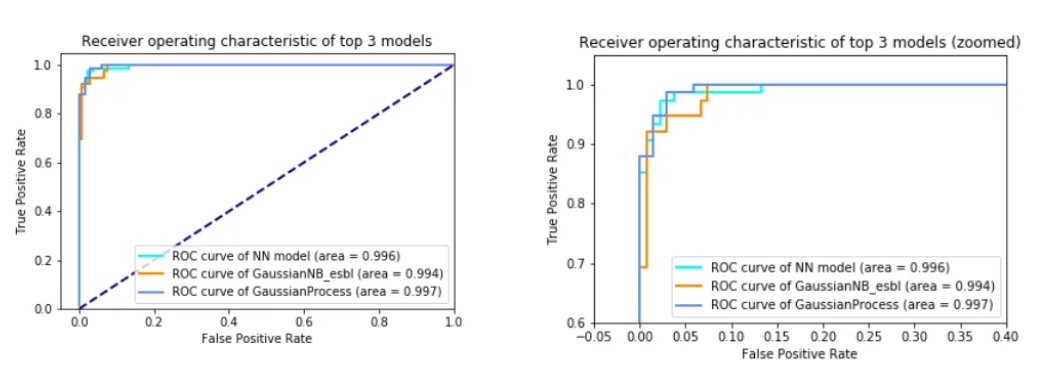 Receiver operating characteristic of top 3 models
True Positive Rate
1.0
0.8
0.6
0.4
0.2
0.0
ROC curve of NN model (area = 0.996)
ROC curve of GaussianNB_esbl (area = 0.994)
ROC curve of GaussianProcess (area = 0.997)
0.0 0.2 0.4 0.6 0.8 1.0
False Positive Rate
Receiver operating characteristic of top 3 models (zoomed)
True Positive Rate
1.0
0.9
0.8
0.7
0.6
ROC curve of NN model (area = 0.996)
ROC curve of GaussianNB_esbl (area = 0.994)
ROC curve of GaussianProcess (area = 0.997)
−0.05 0.00 0.05 0.10 0.15 0.20 0.25 0.30 0.35 0.40
False Positive Rate